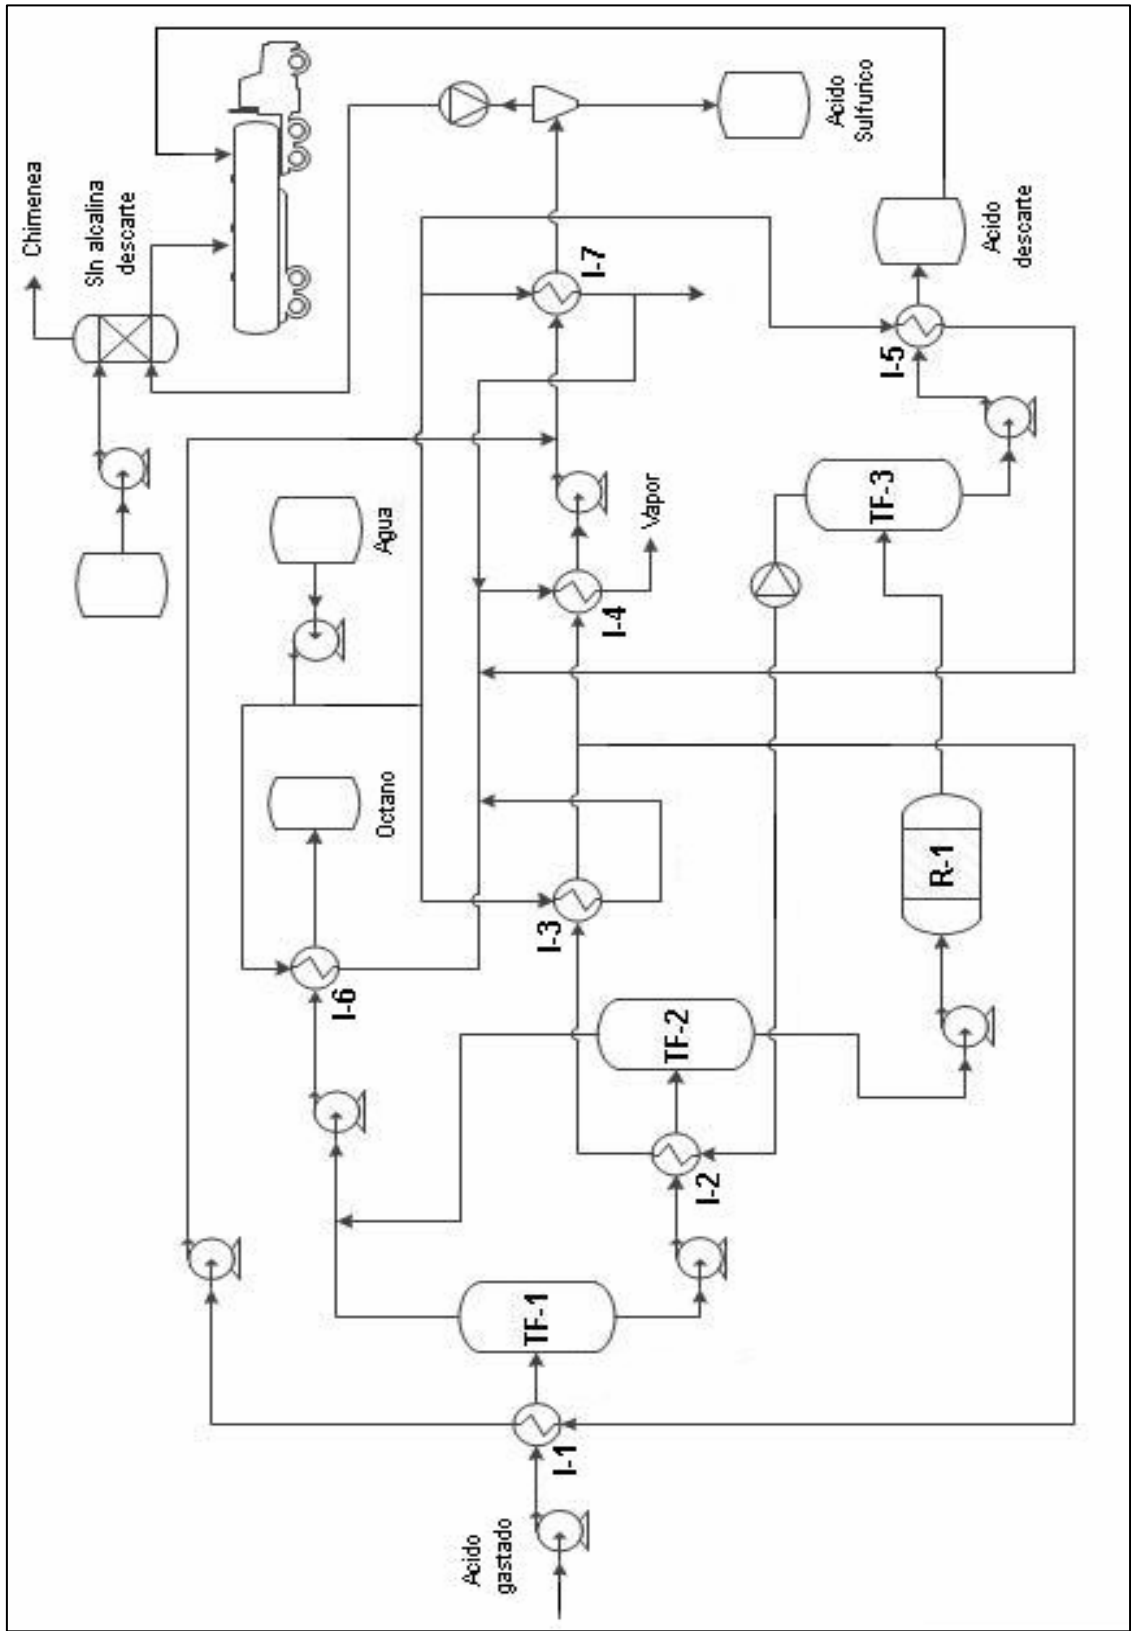 Chimenea
Sln alcalina
descarte
Acido
Sulfurico
Acido
descarte
I-7
I-5
Agua
Vapor
TF-3
I-4
Octano
I-3
R-1
I-6
TF-2
I-2
TF-1
I-1
Acido
gastado